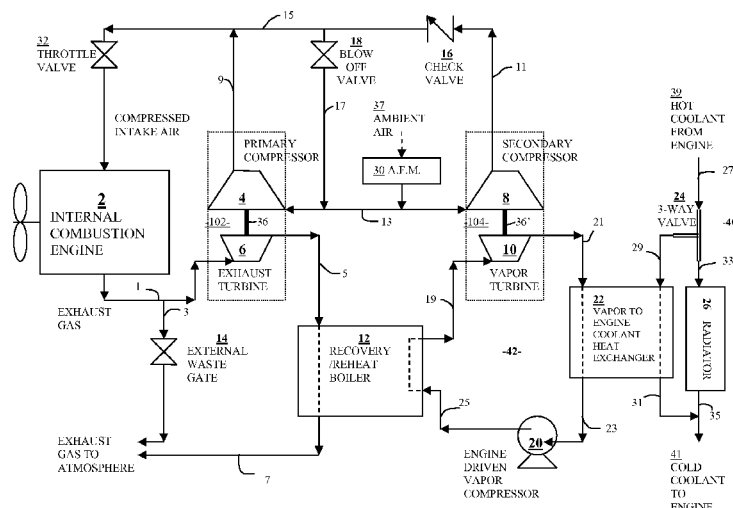 15
32
THROTTLE
VALVE
18
BLOW
OFF
VALVE
16
CHECK
VALVE
9
17
11
37
AMBIENT
AIR
39
HOT
COOLANT
FROM
ENGINE
COMPRESSED
INTAKE AIR
PRIMARY
COMPRESSOR
SECONDARY
COMPRESSOR
27
30 A.F.M.
2
INTERNAL
COMBUSTION
ENGINE
4
8
24
3-WAY
VALVE
13
-102-
36
-104-
36'
21
29
33
6
10
EXHAUST
TURBINE
VAPOR
TURBINE
5
19
1
3
EXHAUST
GAS
22
VAPOR TO
ENGINE
COOLANT
HEAT
EXCHANGER
26 RADIATOR
14
EXTERNAL
WASTE
GATE
12
RECOVERY
/REHEAT
BOILER
-42-
25
31
35
23
20
EXHAUST
GAS TO
ATMOSPHERE
7
ENGINE
DRIVEN
VAPOR
COMPRESSOR
41
COLD
COOLANT
TO
ENGINE